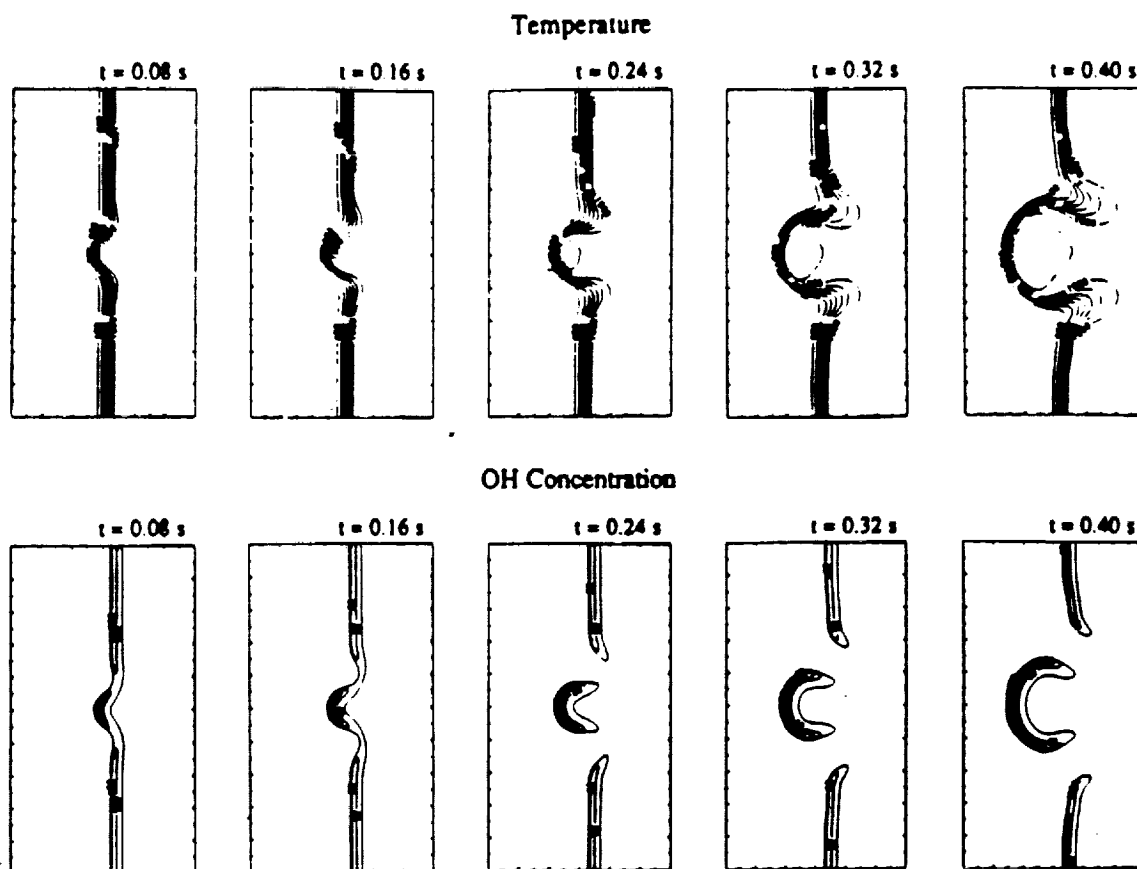 Temperature
t = 0.08 s
t = 0.16 s
t = 0.24 s
t = 0.32 s
t = 0.40 s
OH Concentration
t = 0.08 s
t = 0.16 s
t = 0.24 s
t = 0.32 s
t = 0.40 s